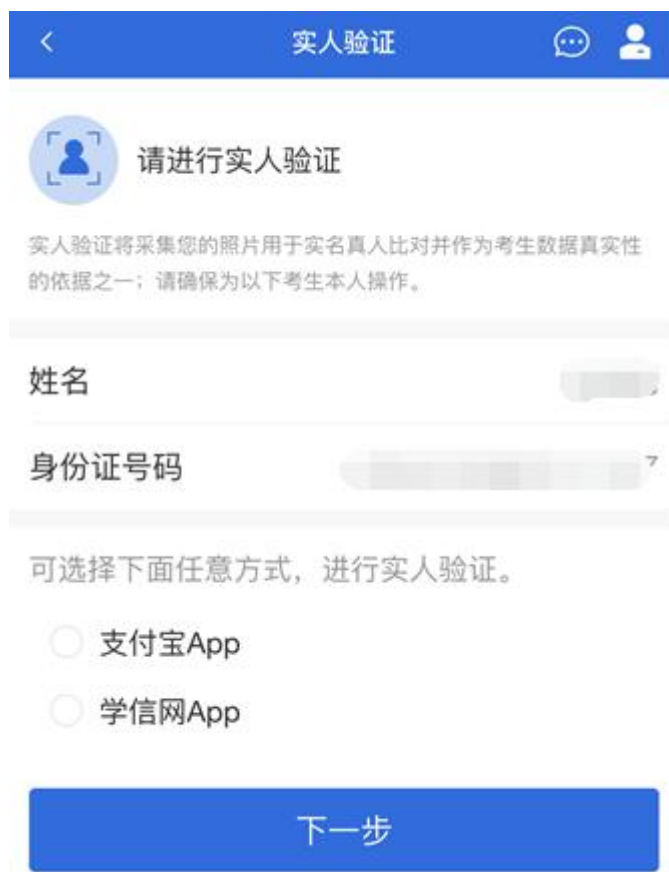 实人验证
请进行实人验证
实人验证将采集您的照片用于实名真人比对并作为考生数据真实性
的依据之一；请确保为以下考生本人操作。
姓名
身份证号码
可选择下面任意方式，进行实人验证。
支付宝App
学信网App
下一步